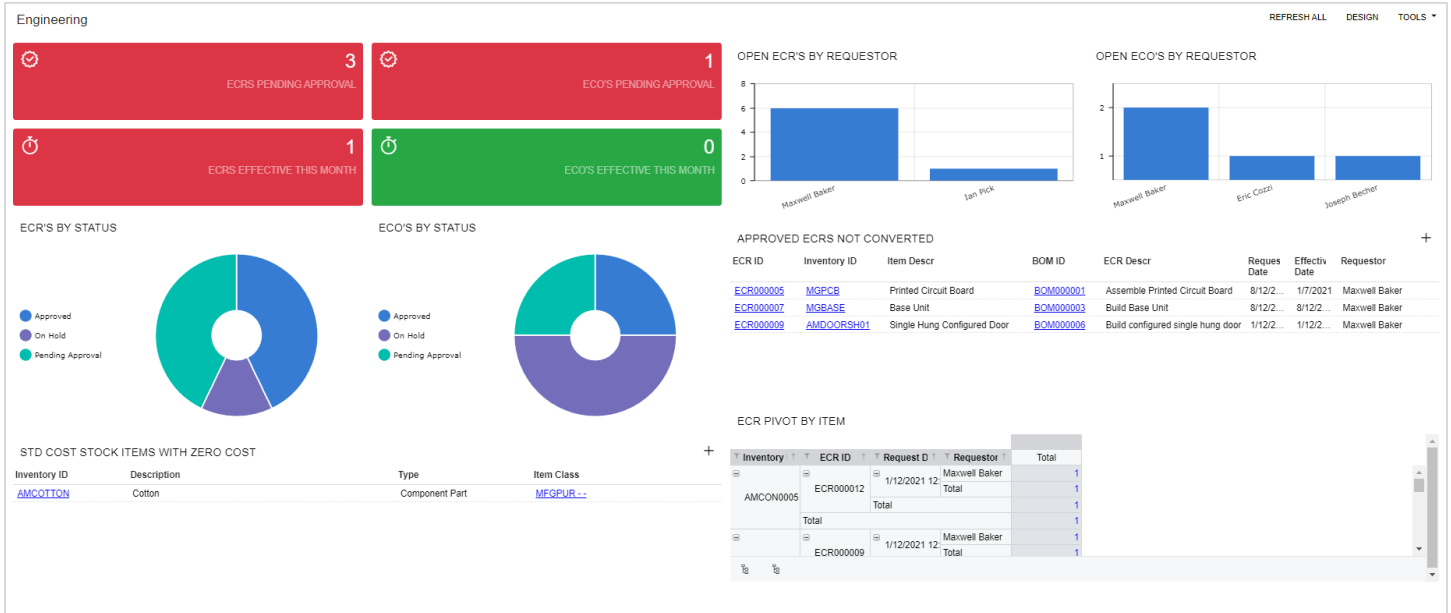 Engineering
REFRESH ALL DESIGN TOOLS
3
ECRS PENDING APPROVAL
1
ECO'S PENDING APPROVAL
1
ECRS EFFECTIVE THIS MONTH
0
ECO'S EFFECTIVE THIS MONTH
OPEN ECR'S BY REQUESTOR
8
6
4
2
0
Maxwell Baker
Ian Pick
OPEN ECO'S BY REQUESTOR
2
1
Maxwell Baker
Eric Cozzi
Joseph Becher
ECR'S BY STATUS
Approved
On Hold
Pending Approval
ECO'S BY STATUS
Approved
On Hold
Pending Approval
APPROVED ECRS NOT CONVERTED
ECR ID Inventory ID Item Descr BOM ID ECR Descr Reques Date Effectiv Date Requestor
ECR000005 MGPCB Printed Circuit Board BOM000001 Assemble Printed Circuit Board 8/12/2... 1/7/2021 Maxwell Baker
ECR000007 MGBASE Base Unit BOM000003 Build Base Unit 8/12/2... 8/12/2... Maxwell Baker
ECR000009 AMDOORSH01 Single Hung Configured Door BOM000006 Build configured single hung door 1/12/2... 1/12/2... Maxwell Baker
STD COST STOCK ITEMS WITH ZERO COST
Inventory ID Description Type Item Class
AMCOTTON Cotton Component Part MFGPUR - -
ECR PIVOT BY ITEM
Inventory ECR ID Request D Requestor Total
AMCON0005 ECR000012 1/12/2021 12: Maxwell Baker 1
Total 1
Total 1
Total 1
ECR000009 1/12/2021 12: Maxwell Baker 1
Total 1